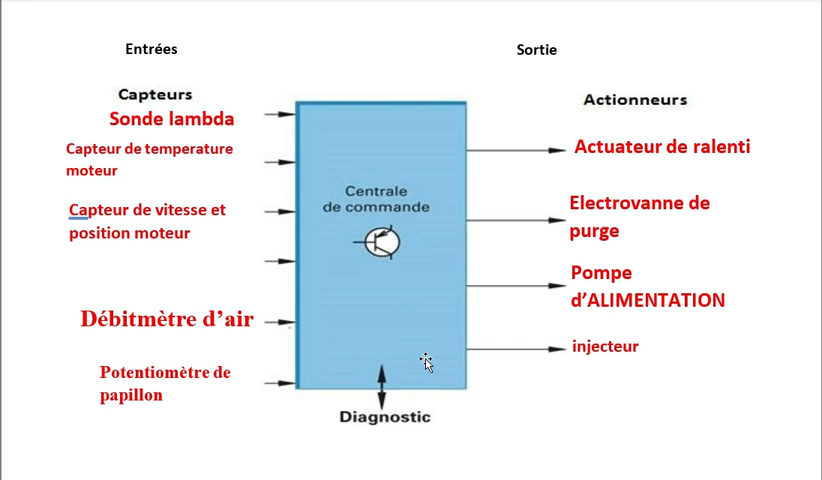 Entrées
Sortie
Capteurs
Actionneurs
Sonde lambda
Capteur de temperature
moteur
Capteur de vitesse et
position moteur
Débitmètre d’air
Potentiomètre de
papillon
Centrale
de commande
Diagnostic
Actuateur de ralenti
Electrovanne de
purge
Pompe
d’ALIMENTATION
injecteur